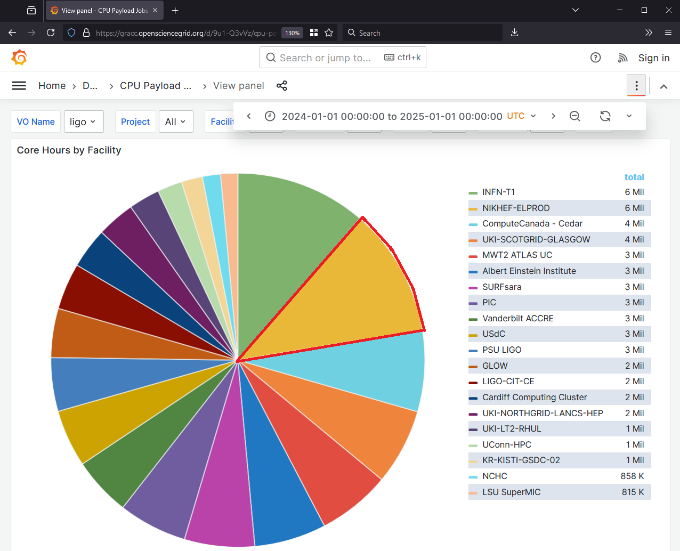 View panel - CPU Payload Jobs
https://gracc.opensciencegrid.org/d/9u1-Q3vVz/cpu-pa
130%
Search
Search or jump to...
ctrl+k
Sign in
Home > D... > CPU Payload ... > View panel
VO Name
ligo
Project
All
Facilit
2024-01-01 00:00:00 to 2025-01-01 00:00:00 UTC
Core Hours by Facility
total
INFN-T1 6 Mil
NIKHEF-ELPROD 6 Mil
ComputeCanada - Cedar 4 Mil
UKI-SCOTGRID-GLASGOW 4 Mil
MWT2 ATLAS UC 3 Mil
Albert Einstein Institute 3 Mil
SURFsara 3 Mil
PIC 3 Mil
Vanderbilt ACCRE 3 Mil
USdC 3 Mil
PSU LIGO 3 Mil
GLOW 2 Mil
LIGO-CIT-CE 2 Mil
Cardiff Computing Cluster 2 Mil
UKI-NORTHGRID-LANCS-HEP 2 Mil
UKI-LT2-RHUL 1 Mil
UConn-HPC 1 Mil
KR-KISTI-GSDC-02 1 Mil
NCHC 858 K
LSU SuperMIC 815 K